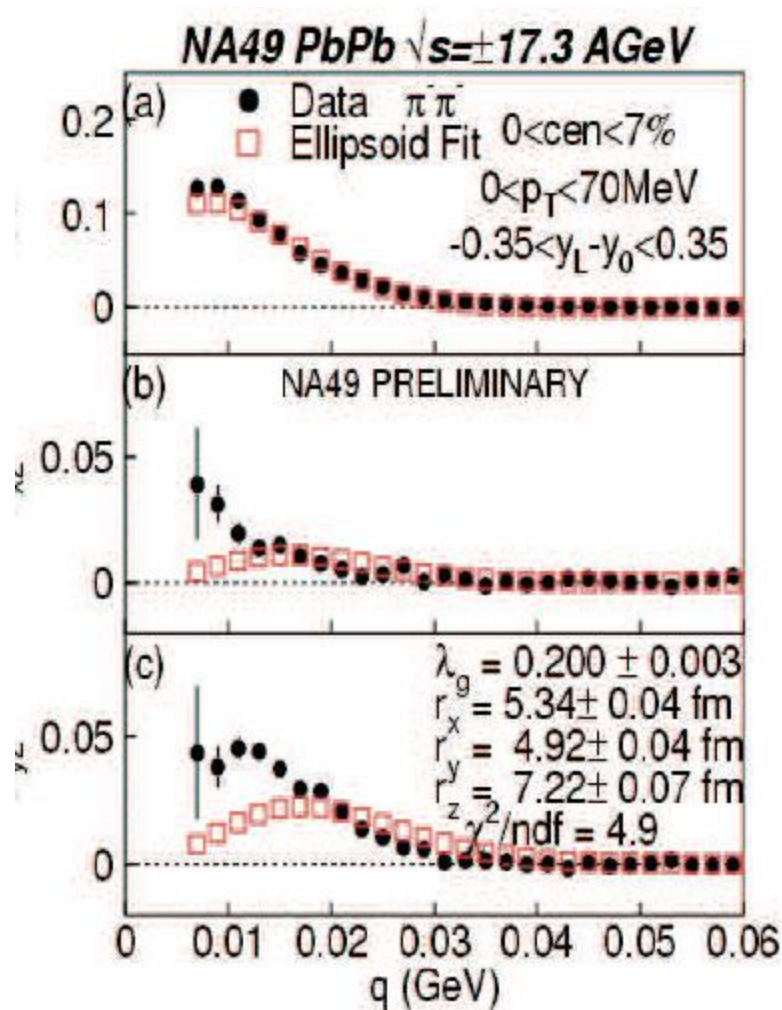 NA49 PbPb √s=±17.3 AGeV
(a)
Data π⁻π⁻
Ellipsoid Fit
0<cen<7%
0<p_T<70MeV
-0.35<y_L-y_0<0.35
0.2
0.1
0
(b)
NA49 PRELIMINARY
0.05
0
(c)
λ_g = 0.200 ± 0.003
r_x = 5.34± 0.04 fm
r_y = 4.92± 0.04 fm
r_z = 7.22± 0.07 fm
χ²/ndf = 4.9
0.05
0
0 0.01 0.02 0.03 0.04 0.05 0.06
q (GeV)